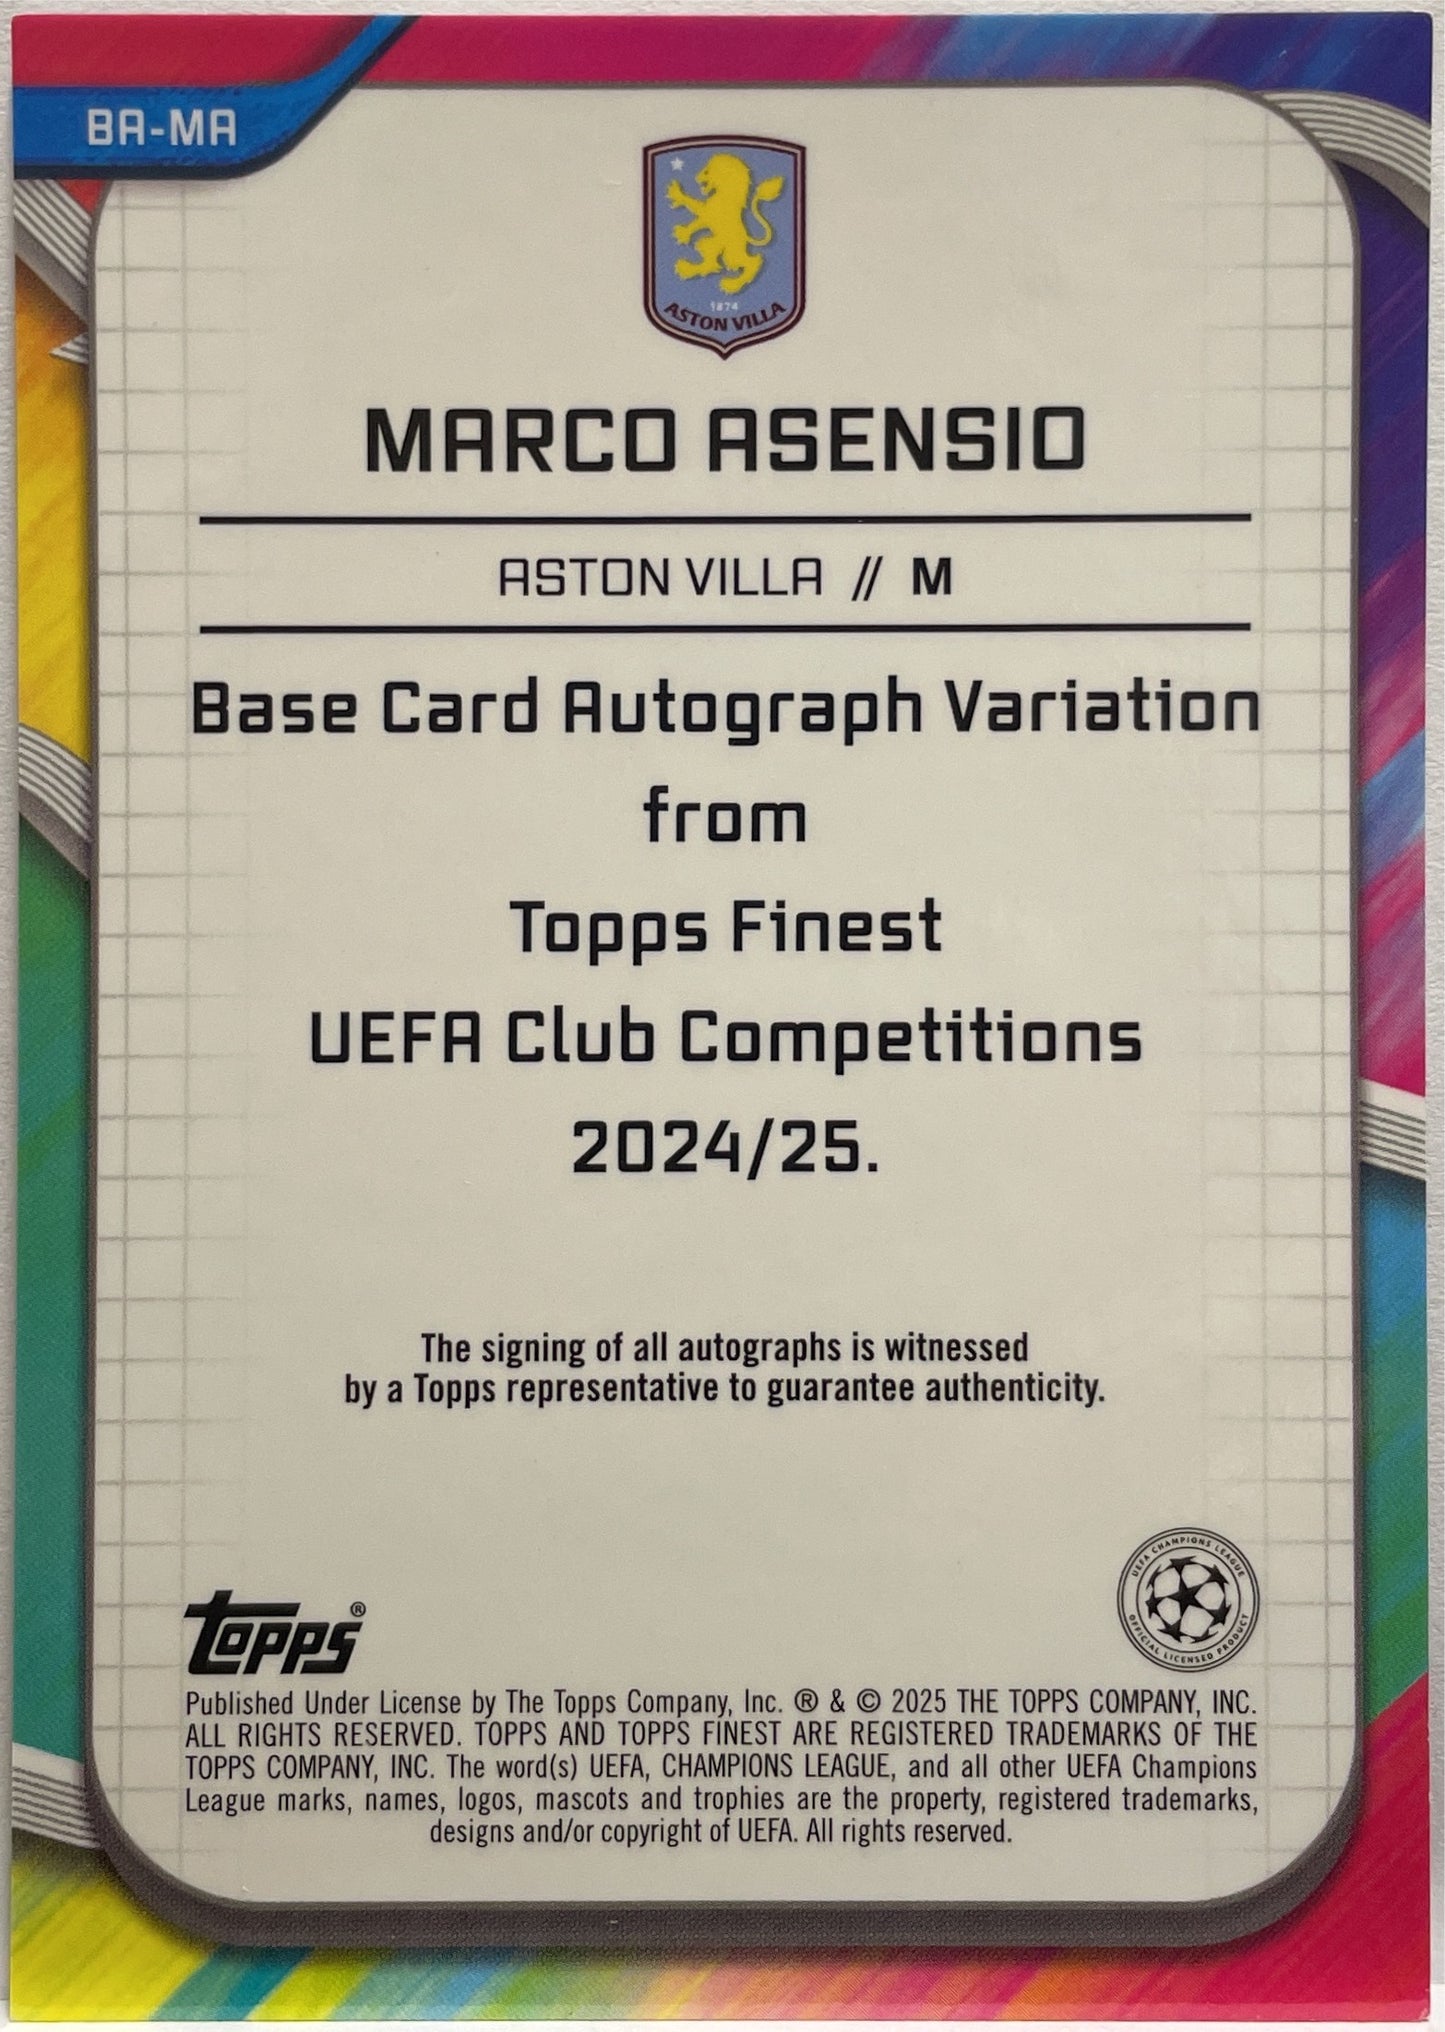 BA-MA
1874
ASTON VILLA
MARCO ASENSIO
ASTON VILLA // M
Base Card Autograph Variation
from
Topps Finest
UEFA Club Competitions
2024/25.
The signing of all autographs is witnessed
by a Topps representative to guarantee authenticity.
topps®
UEFA CHAMPIONS LEAGUE
OFFICIAL LICENSED PRODUCT
Published Under License by The Topps Company, Inc. ® & © 2025 THE TOPPS COMPANY, INC.
ALL RIGHTS RESERVED. TOPPS AND TOPPS FINEST ARE REGISTERED TRADEMARKS OF THE
TOPPS COMPANY, INC. The word(s) UEFA, CHAMPIONS LEAGUE, and all other UEFA Champions
League marks, names, logos, mascots and trophies are the property, registered trademarks,
designs and/or copyright of UEFA. All rights reserved.